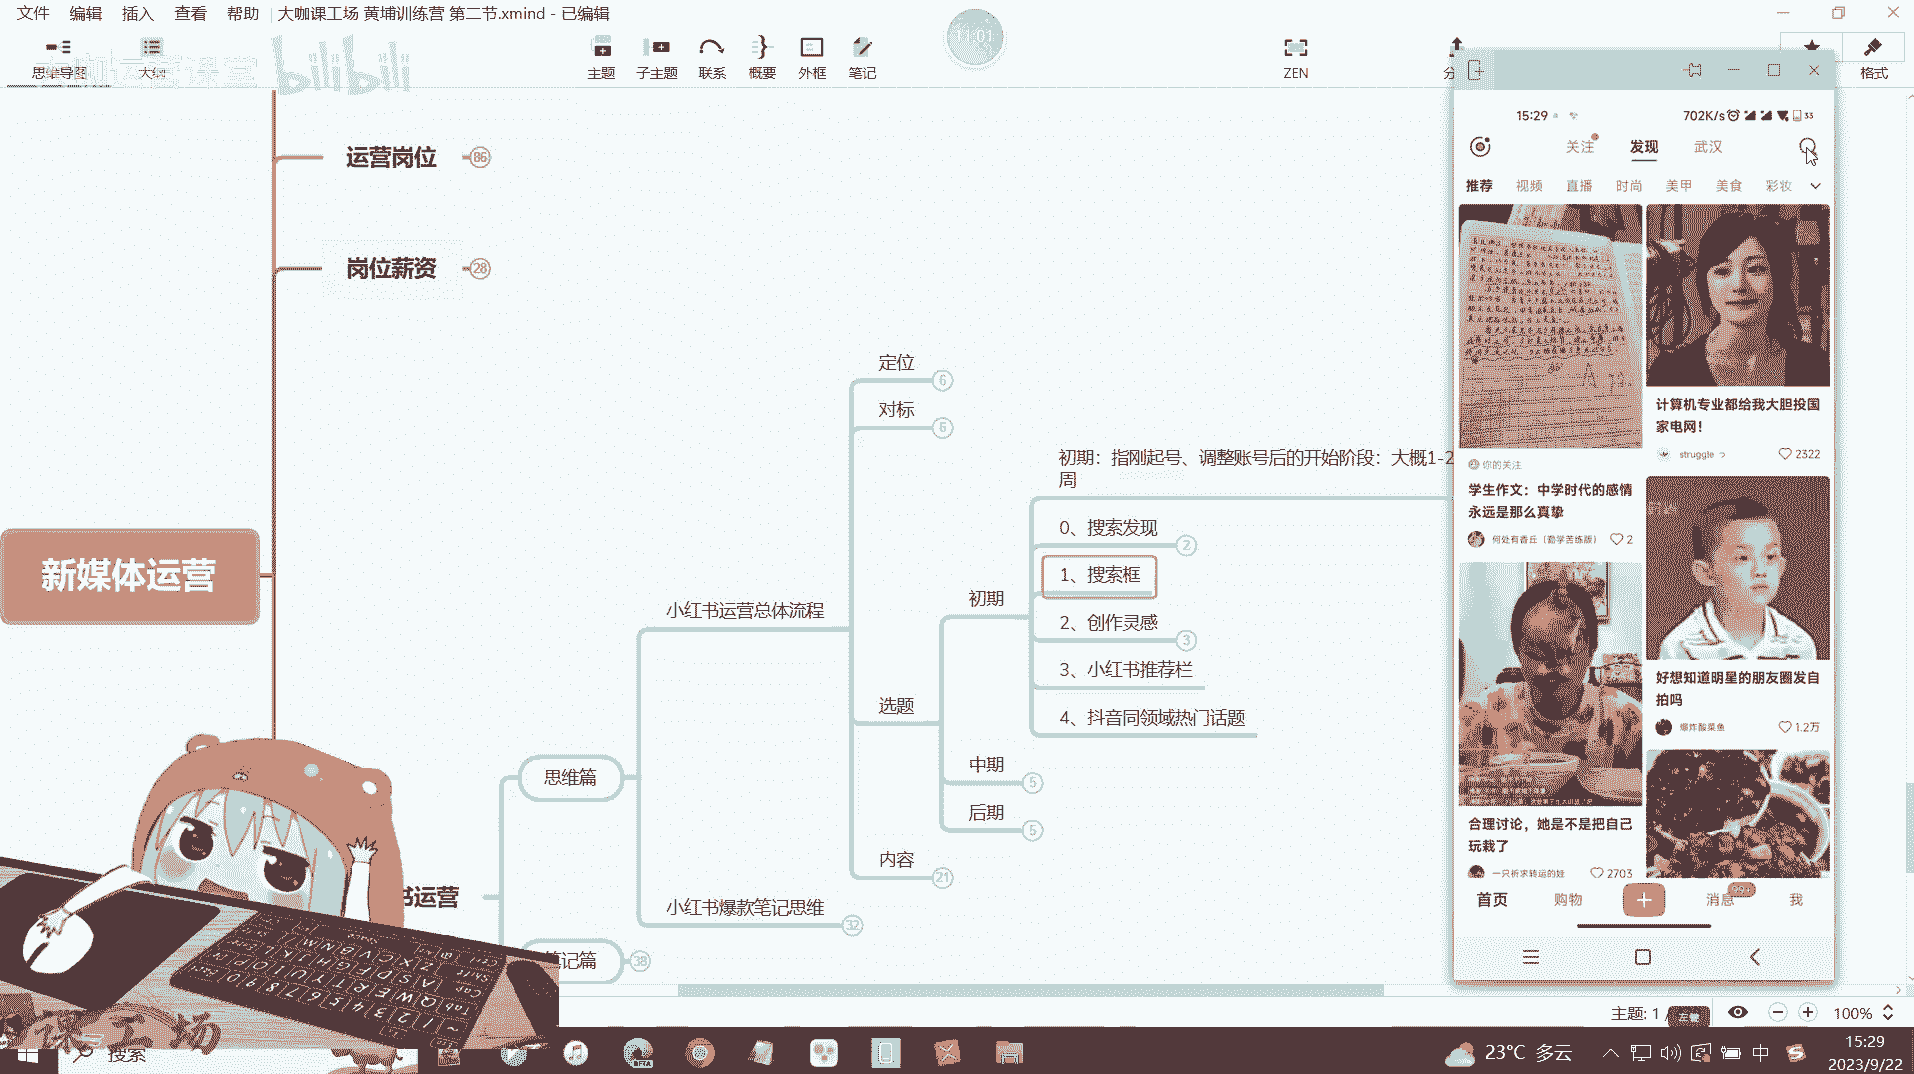 文件 编辑 插入 查看 帮助 大咖课工场 黄埔训练营 第二节.xmind - 已编辑
思维导图 大纲
主题 子主题 联系 概要 外框 笔记 ZEN 格式
bilibili
11:01
运营岗位 86
岗位薪资 28
新媒体运营
思维篇
笔记篇 38
书运营
小红书运营总体流程
小红书爆款笔记思维 32
定位 6
对标 6
选题
内容 21
初期
中期 5
后期 5
初期：指刚起号、调整账号后的开始阶段：大概1-2
周
0、搜索发现 2
1、搜索框
2、创作灵感 3
3、小红书推荐栏
4、抖音同领域热门话题
15:29 702K/s 33
关注 发现 武汉
推荐 视频 直播 时尚 美甲 美食 彩妆
计算机专业都给我大胆投国
家电网！
struggle 2322
你的关注
学生作文：中学时代的感情
永远是那么真挚
何处有香丘（勤学苦练版） 2
好想知道明星的朋友圈发自
拍吗
爆炸酸菜鱼 1.2万
合理讨论，她是不是把自己
玩栽了
一只祈求转运的娃 2703
首页 购物 消息 99+ 我
主题: 1 / 100%
搜索
23°C 多云 中 15:29
2023/9/22